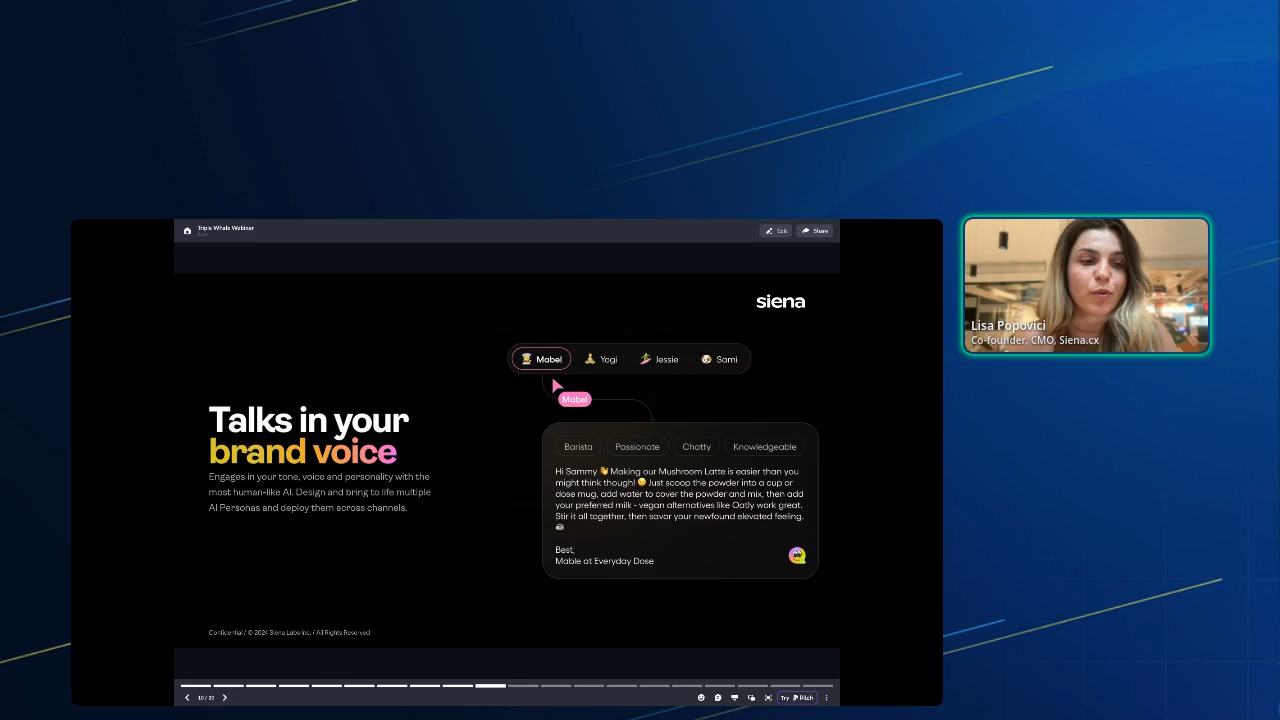 Triple Whale Webinar
Edit
Share
siena
Mabel
Yogi
Jessie
Sami
Mabel
Talks in your
brand voice
Engages in your tone, voice and personality with the
most human-like AI. Design and bring to life multiple
AI Personas and deploy them across channels.
Barista
Passionate
Chatty
Knowledgeable
Hi Sammy 👋 Making our Mushroom Latte is easier than you
might think though! 😉 Just scoop the powder into a cup or
dose mug, add water to cover the powder and mix, then add
your preferred milk - vegan alternatives like Oatly work great.
Stir it all together, then savor your newfound elevated feeling.
Best,
Mable at Everyday Dose
Confidential / © 2024 Siena Labs Inc. / All Rights Reserved
10 / 20
Try Pitch
Lisa Popovici
Co-founder, CMO, Siena.cx